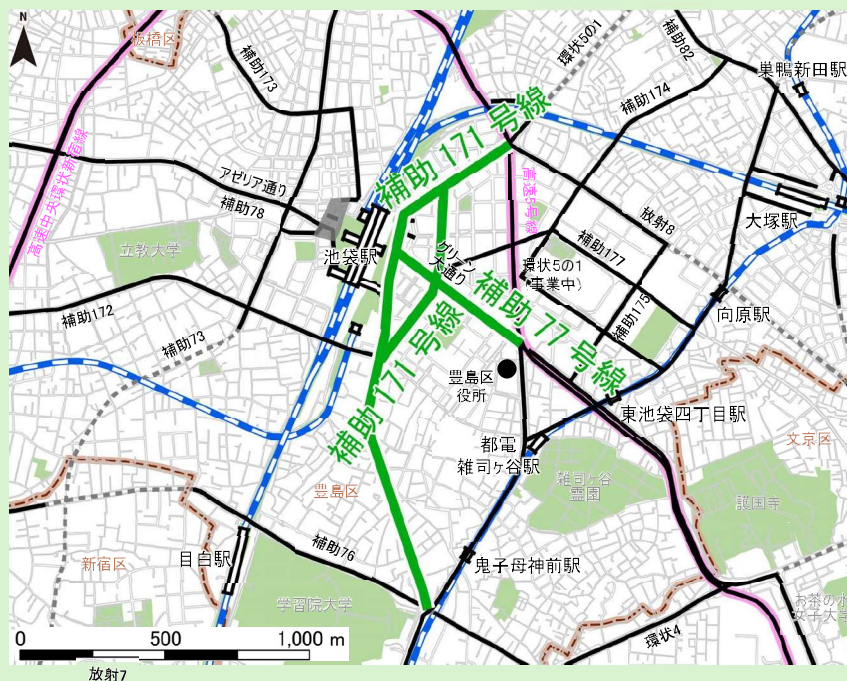 N
板橋区
補助173
環状5の1
補助82
巣鴨新田駅
補助174
高速中央環状新宿線
補助171号線
高速5号線
アゼリア通り
補助78
放射8
大塚駅
立教大学
池袋駅
グリーン
大通り
補助177
環状5の1
(事業中)
補助77号線
補助175
向原駅
補助172
補助73
補助171号線
豊島区
役所
東池袋四丁目駅
文京区
都電
雑司ヶ谷駅
雑司ヶ谷
霊園
護国寺
豊島区
目白駅
補助76
新宿区
鬼子母神前駅
学習院大学
お茶の水
女子大学
環状4
0 500 1,000 m
放射7